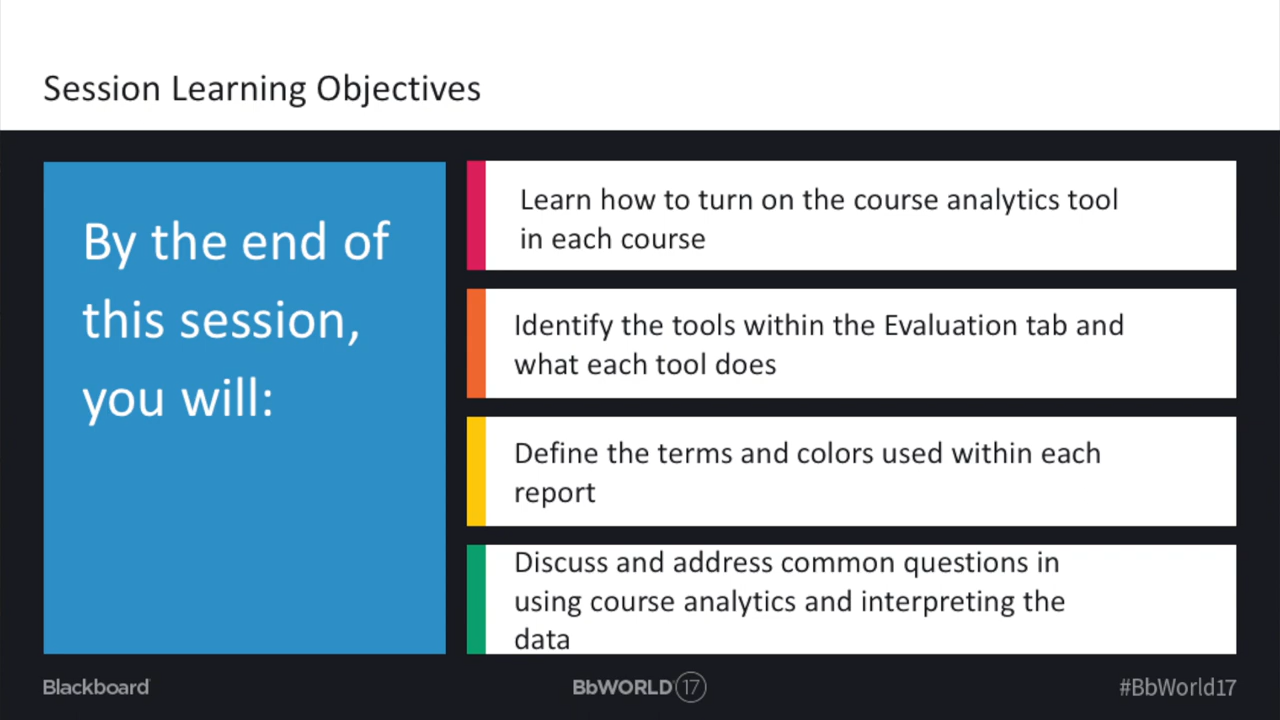 Session Learning Objectives
By the end of
this session,
you will:
Learn how to turn on the course analytics tool
in each course
Identify the tools within the Evaluation tab and
what each tool does
Define the terms and colors used within each
report
Discuss and address common questions in
using course analytics and interpreting the
data
Blackboard
BbWORLD 17
#BbWorld17